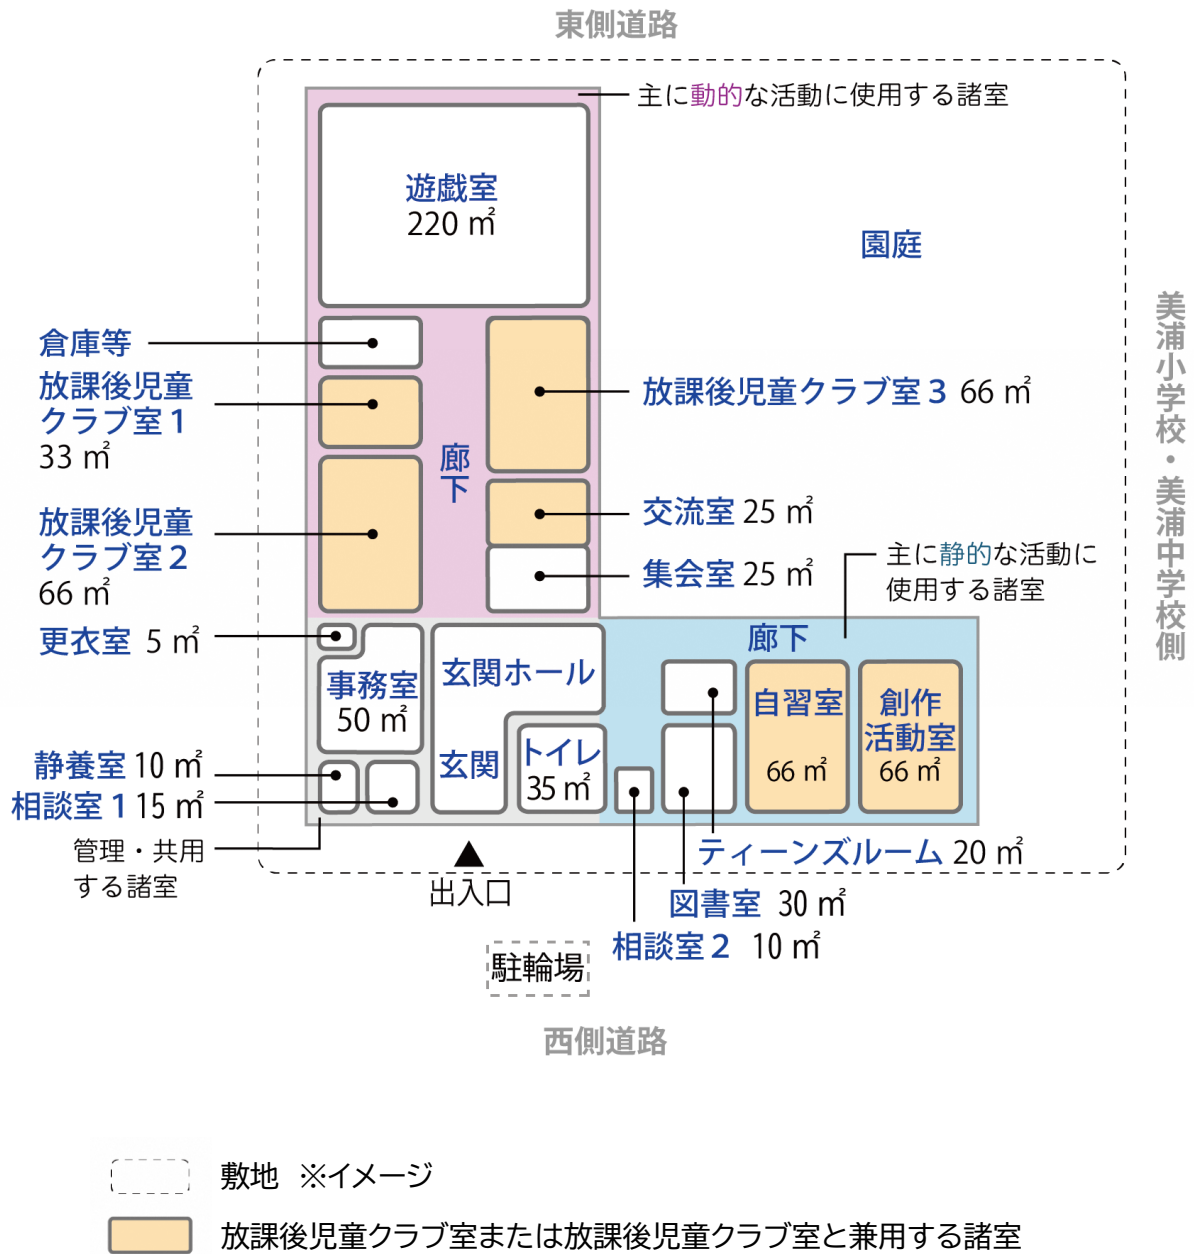 東側道路
主に動的な活動に使用する諸室
遊戯室
220 ㎡
園庭
倉庫等
放課後児童
クラブ室1
33 ㎡
放課後児童クラブ室3 66 ㎡
廊
下
放課後児童
クラブ室2
66 ㎡
交流室 25 ㎡
集会室 25 ㎡
主に静的な活動に
使用する諸室
美浦小学校・美浦中学校側
更衣室 5 ㎡
事務室
50 ㎡
玄関ホール
玄関
トイレ
35 ㎡
廊下
自習室
66 ㎡
創作
活動室
66 ㎡
静養室 10 ㎡
相談室1 15 ㎡
管理・共用
する諸室
ティーンズルーム 20 ㎡
図書室 30 ㎡
相談室2 10 ㎡
出入口
駐輪場
西側道路
敷地 ※イメージ
放課後児童クラブ室または放課後児童クラブ室と兼用する諸室